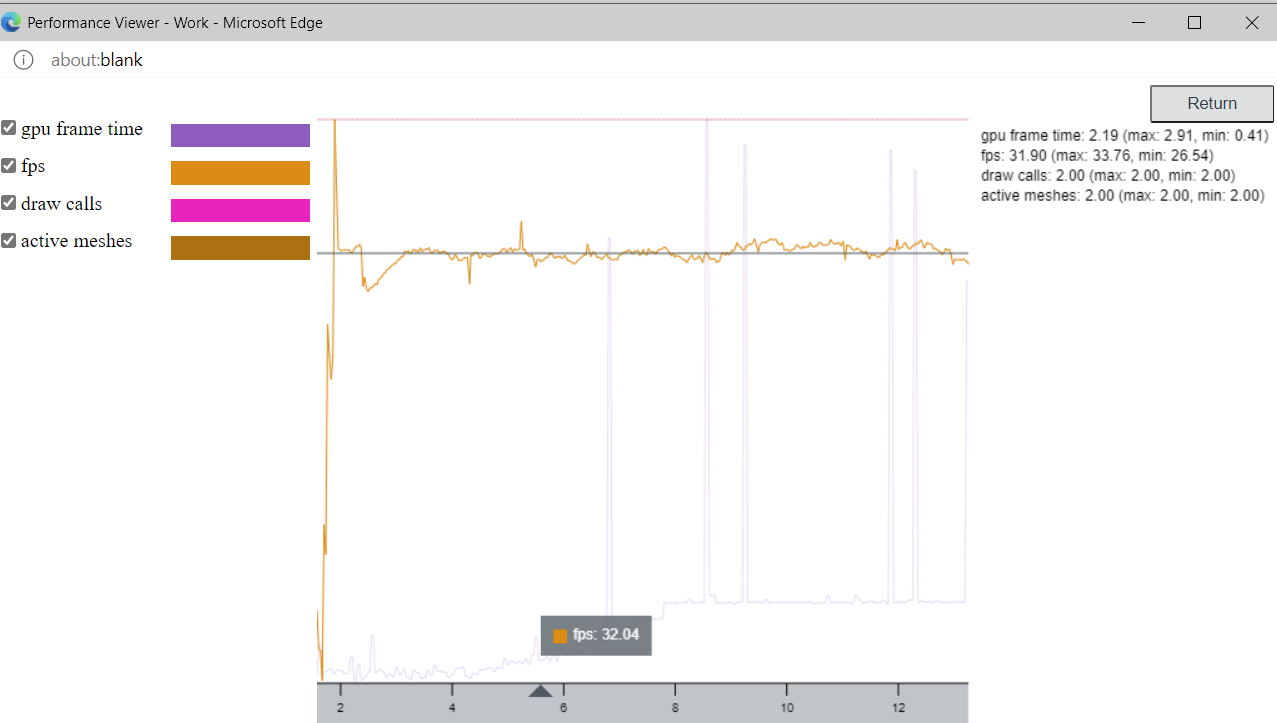 Performance Viewer - Work - Microsoft Edge
about:blank
Return
gpu frame time
fps
draw calls
active meshes
gpu frame time: 2.19 (max: 2.91, min: 0.41)
fps: 31.90 (max: 33.76, min: 26.54)
draw calls: 2.00 (max: 2.00, min: 2.00)
active meshes: 2.00 (max: 2.00, min: 2.00)
fps: 32.04
2 4 6 8 10 12